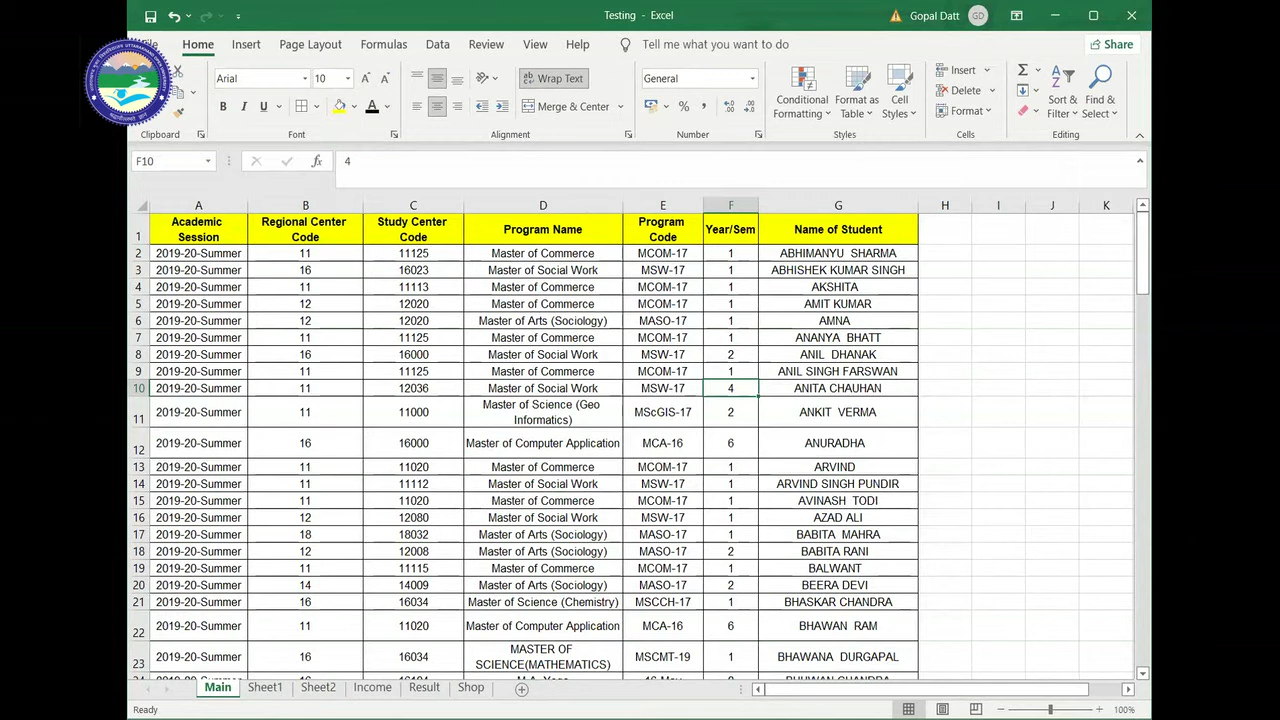 Testing - Excel
Gopal Datt GD
File Home Insert Page Layout Formulas Data Review View Help Tell me what you want to do Share
Arial 10 Wrap Text General Insert
B I U Merge & Center Conditional Formatting Format as Table Cell Styles Delete Format Sort & Filter Find & Select
Clipboard Font Alignment Number Styles Cells Editing
F10 fx 4
A B C D E F G H I J K
1 Academic Session Regional Center Code Study Center Code Program Name Program Code Year/Sem Name of Student
2 2019-20-Summer 11 11125 Master of Commerce MCOM-17 1 ABHIMANYU SHARMA
3 2019-20-Summer 16 16023 Master of Social Work MSW-17 1 ABHISHEK KUMAR SINGH
4 2019-20-Summer 11 11113 Master of Commerce MCOM-17 1 AKSHITA
5 2019-20-Summer 12 12020 Master of Commerce MCOM-17 1 AMIT KUMAR
6 2019-20-Summer 12 12020 Master of Arts (Sociology) MASO-17 1 AMNA
7 2019-20-Summer 11 11125 Master of Commerce MCOM-17 1 ANANYA BHATT
8 2019-20-Summer 16 16000 Master of Social Work MSW-17 2 ANIL DHANAK
9 2019-20-Summer 11 11125 Master of Commerce MCOM-17 1 ANIL SINGH FARSWAN
10 2019-20-Summer 11 12036 Master of Social Work MSW-17 4 ANITA CHAUHAN
11 2019-20-Summer 11 11000 Master of Science (Geo Informatics) MScGIS-17 2 ANKIT VERMA
12 2019-20-Summer 16 16000 Master of Computer Application MCA-16 6 ANURADHA
13 2019-20-Summer 11 11020 Master of Commerce MCOM-17 1 ARVIND
14 2019-20-Summer 11 11112 Master of Social Work MSW-17 1 ARVIND SINGH PUNDIR
15 2019-20-Summer 11 11020 Master of Commerce MCOM-17 1 AVINASH TODI
16 2019-20-Summer 12 12080 Master of Social Work MSW-17 1 AZAD ALI
17 2019-20-Summer 18 18032 Master of Arts (Sociology) MASO-17 1 BABITA MAHRA
18 2019-20-Summer 12 12008 Master of Arts (Sociology) MASO-17 2 BABITA RANI
19 2019-20-Summer 11 11115 Master of Commerce MCOM-17 1 BALWANT
20 2019-20-Summer 14 14009 Master of Arts (Sociology) MASO-17 2 BEERA DEVI
21 2019-20-Summer 16 16034 Master of Science (Chemistry) MSCCH-17 1 BHASKAR CHANDRA
22 2019-20-Summer 11 11020 Master of Computer Application MCA-16 6 BHAWAN RAM
23 2019-20-Summer 16 16034 MASTER OF SCIENCE(MATHEMATICS) MSCMT-19 1 BHAWANA DURGAPAL
Main Sheet1 Sheet2 Income Result Shop
Ready 100%